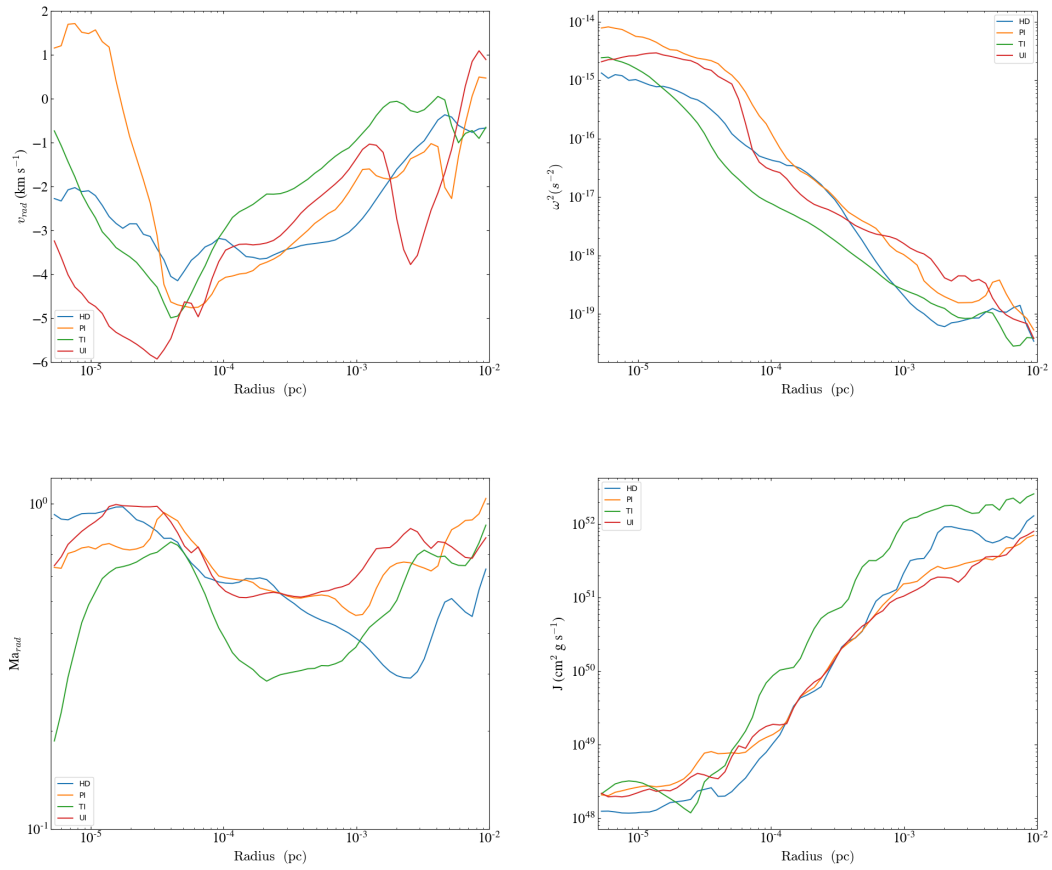 2
1
0
−1
−2
−3
−4
−5
−6
v_{rad} (km s^{−1})
HD
PI
TI
UI
10^{-5}
10^{-4}
10^{-3}
10^{-2}
Radius (pc)
10^{-14}
10^{-15}
10^{-16}
10^{-17}
10^{-18}
10^{-19}
ω^{2}(s^{−2})
HD
PI
TI
UI
10^{-5}
10^{-4}
10^{-3}
10^{-2}
Radius (pc)
10^{0}
10^{-1}
Ma_{rad}
HD
PI
TI
UI
10^{-5}
10^{-4}
10^{-3}
10^{-2}
Radius (pc)
10^{52}
10^{51}
10^{50}
10^{49}
10^{48}
J (cm^{2} g s^{−1})
HD
PI
TI
UI
10^{-5}
10^{-4}
10^{-3}
10^{-2}
Radius (pc)